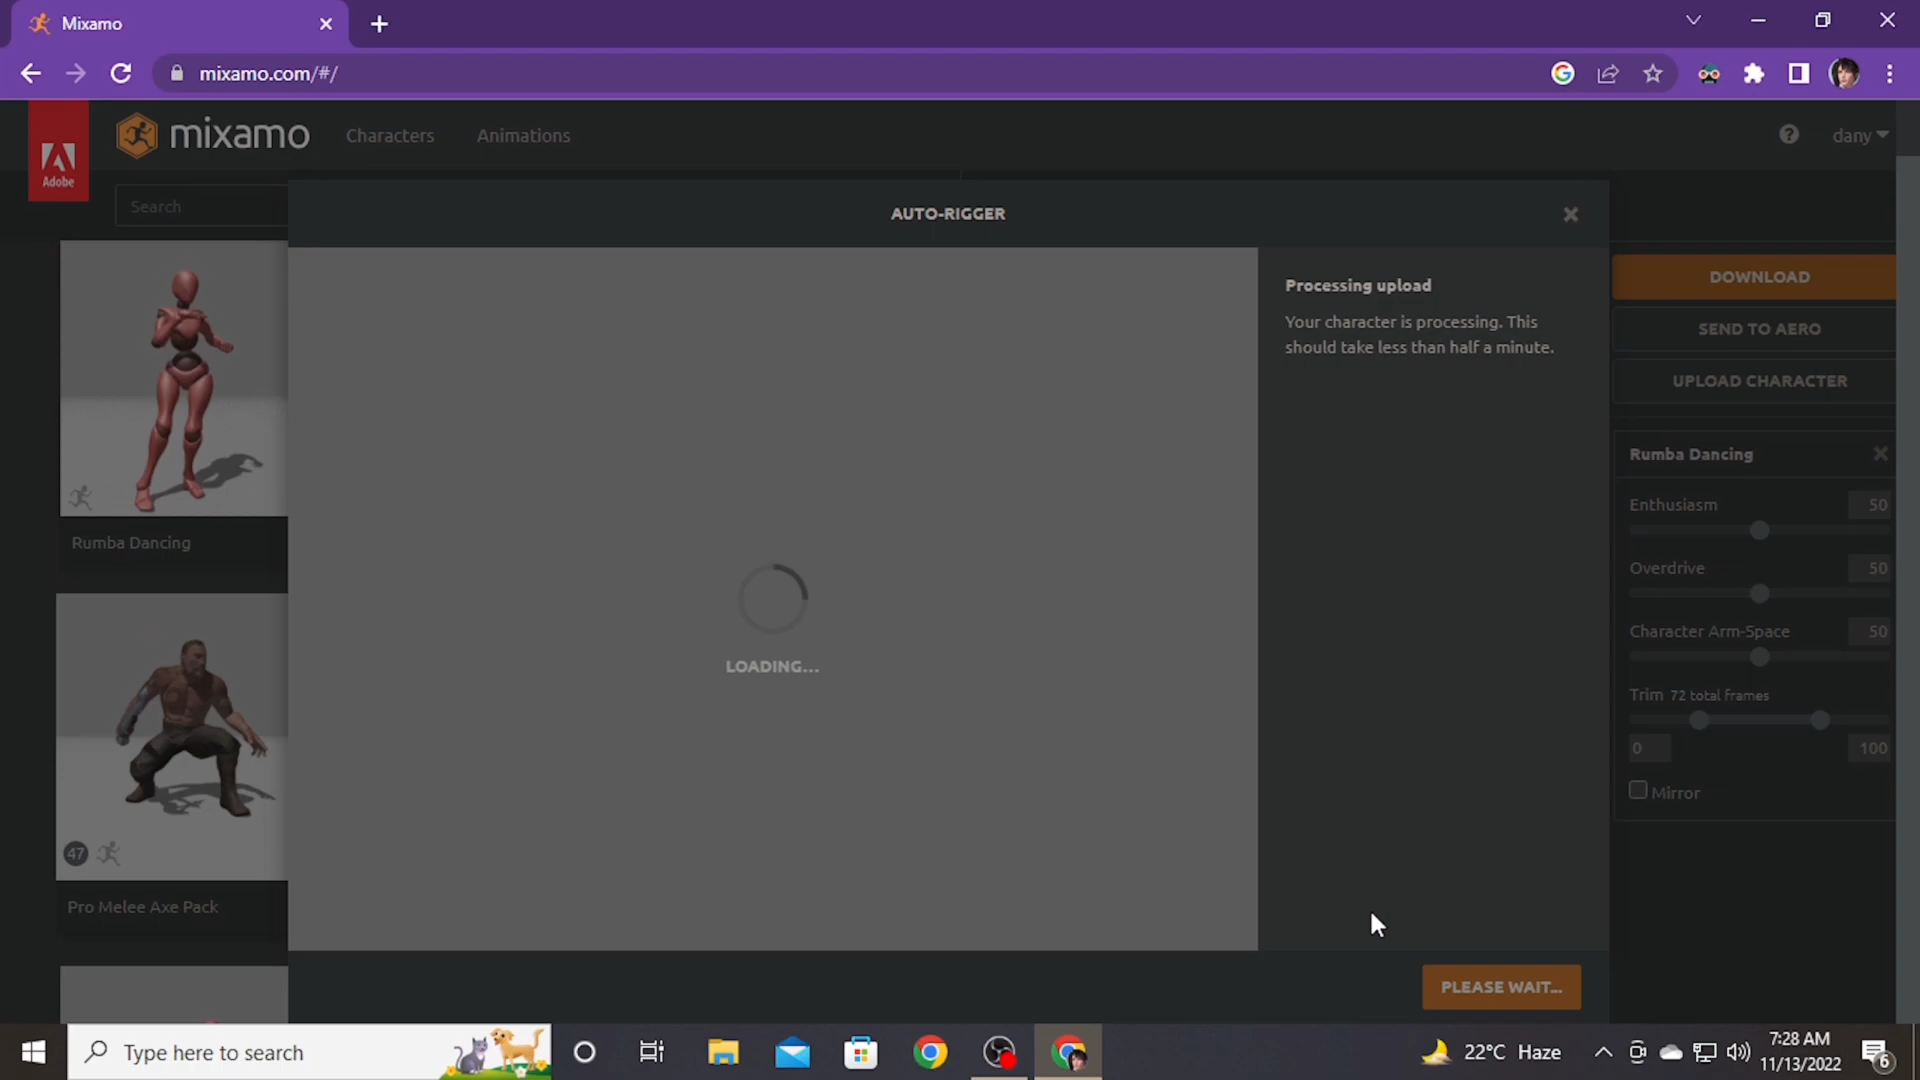 Mixamo
mixamo.com/#/
Adobe
mixamo
Characters
Animations
dany
Search
AUTO-RIGGER
Processing upload
Your character is processing. This
should take less than half a minute.
LOADING...
PLEASE WAIT...
Rumba Dancing
47
Pro Melee Axe Pack
DOWNLOAD
SEND TO AERO
UPLOAD CHARACTER
Rumba Dancing
Enthusiasm 50
Overdrive 50
Character Arm-Space 50
Trim 72 total frames
0 100
Mirror
Type here to search
22°C Haze
7:28 AM
11/13/2022
6